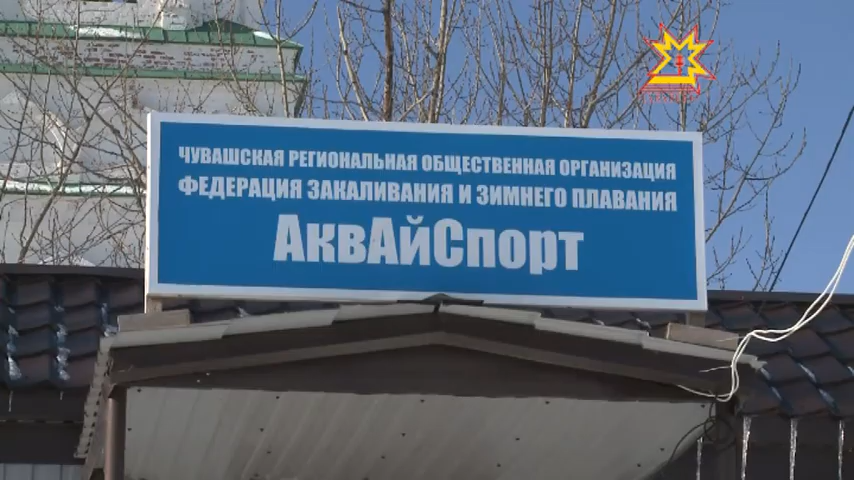 ЧУВАШСКАЯ РЕГИОНАЛЬНАЯ ОБЩЕСТВЕННАЯ ОРГАНИЗАЦИЯ
ФЕДЕРАЦИЯ ЗАКАЛИВАНИЯ И ЗИМНЕГО ПЛАВАНИЯ
АквАйСпорт